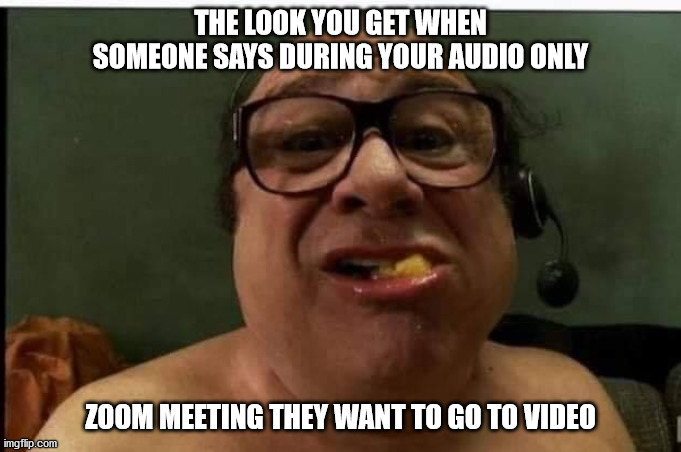 THE LOOK YOU GET WHEN
SOMEONE SAYS DURING YOUR AUDIO ONLY
ZOOM MEETING THEY WANT TO GO TO VIDEO
imgflip.com